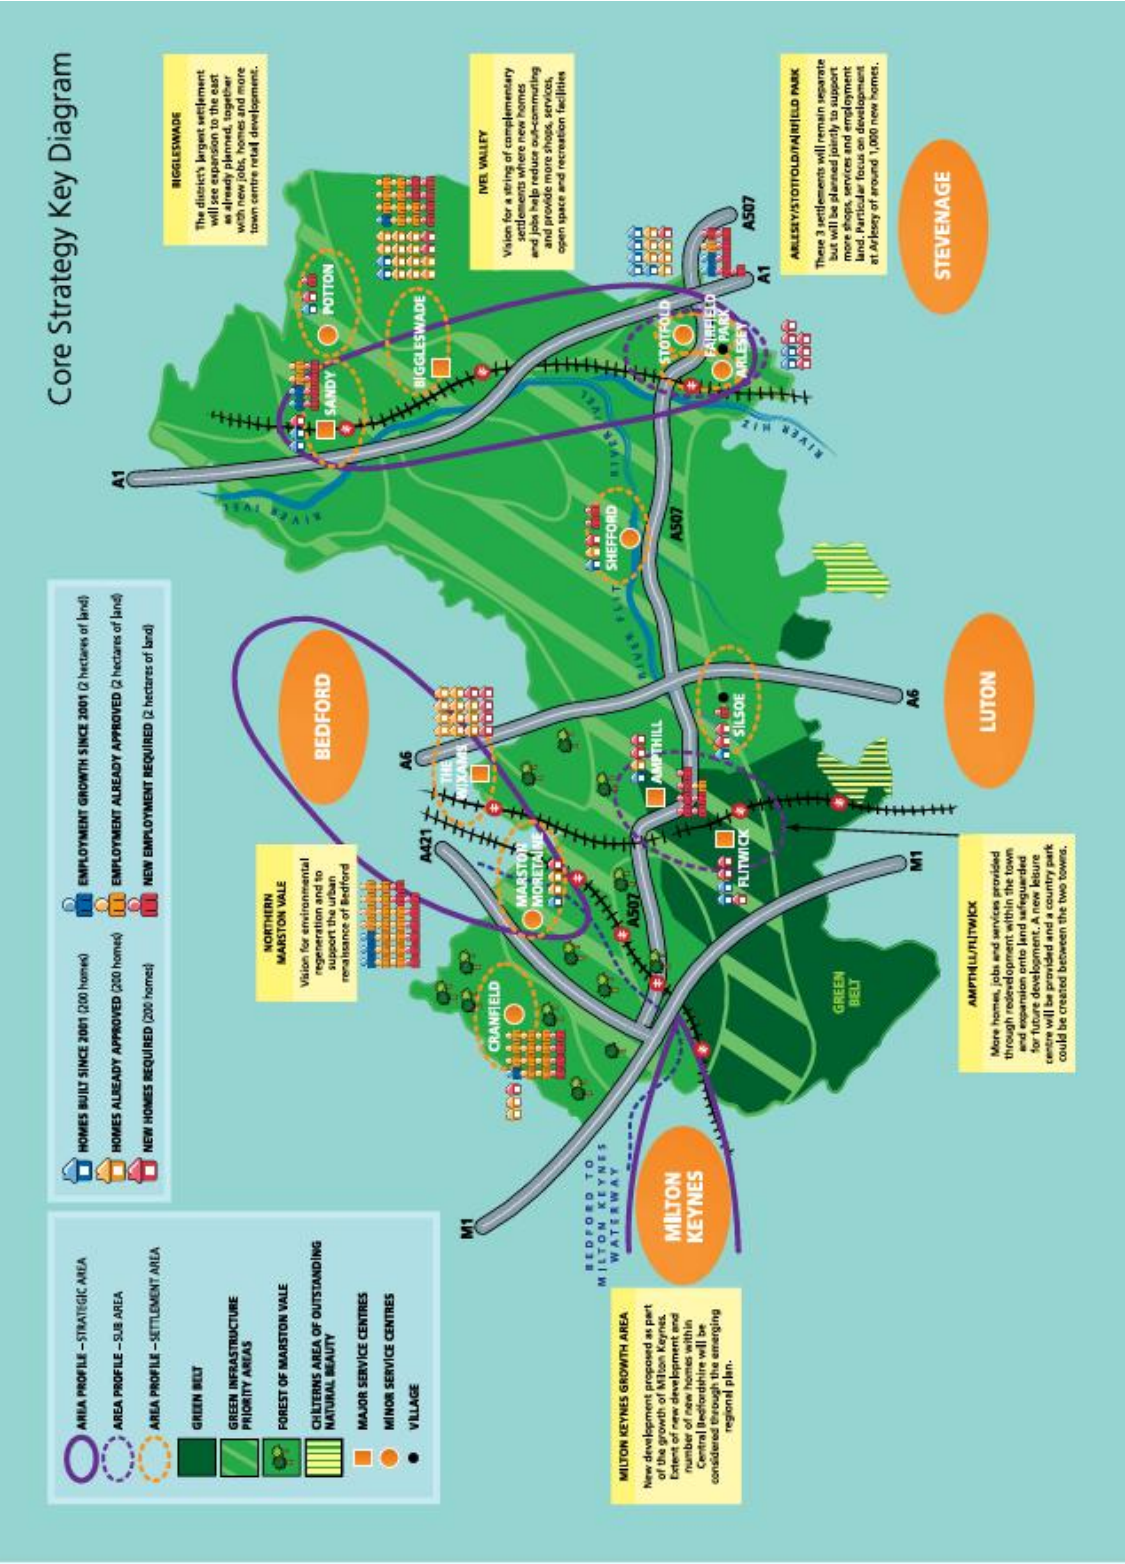 Core Strategy Key Diagram
AREA PROFILE – STRATEGIC AREA
AREA PROFILE – SUB AREA
AREA PROFILE – SETTLEMENT AREA
GREEN BELT
GREEN INFRASTRUCTURE
PRIORITY AREAS
FOREST OF MARSTON VALE
CHILTERNS AREA OF OUTSTANDING
NATURAL BEAUTY
MAJOR SERVICE CENTRES
MINOR SERVICE CENTRES
VILLAGE
HOMES BUILT SINCE 2001 (200 homes)
HOMES ALREADY APPROVED (200 homes)
NEW HOMES REQUIRED (200 homes)
EMPLOYMENT GROWTH SINCE 2001 (2 hectares of land)
EMPLOYMENT ALREADY APPROVED (2 hectares of land)
NEW EMPLOYMENT REQUIRED (2 hectares of land)
BIGGLESWADE
The district's largest settlement
will see expansion to the east
as already planned, together
with new jobs, homes and more
town centre retail development.
NORTHERN
MARSTON VALE
Vision for environmental
regeneration and to
support the urban
renaissance of Bedford
IVEL VALLEY
Vision for a string of complementary
settlements where new homes
and jobs help reduce out-commuting
and provide more shops, services,
open space and recreation facilities
ARLESEY/STOTFOLD/FAIRFIELD PARK
These 3 settlements will remain separate
but will be planned jointly to support
more shops, services and employment
land. Particular focus on development
at Arlesey of around 1,000 new homes.
MILTON KEYNES GROWTH AREA
New development proposed as part
of the growth of Milton Keynes.
Extent of new development and
number of new homes within
Central Bedfordshire will be
considered through the emerging
regional plan.
AMPTHILL/FLITWICK
More homes, jobs and services provided
through redevelopment within the town
and expansion onto land safeguarded
for future development. A new leisure
centre will be provided and a country park
could be created between the two towns.
A1
RIVER IVEL
SANDY
POTTON
BIGGLESWADE
BEDFORD
A6
THE
WIXAMS
A421
MARSTON
MORETAINE
CRANFIELD
M1
BEDFORD TO
MILTON KEYNES
WATERWAY
MILTON
KEYNES
A507
FLITWICK
AMPTHILL
SILSOE
RIVER FLIT
SHEFFORD
A507
RIVER IVEL
RIVER HIZ
STOTFOLD
FAIRFIELD
PARK
ARLESEY
A507
A1
STEVENAGE
GREEN
BELT
M1
A6
LUTON